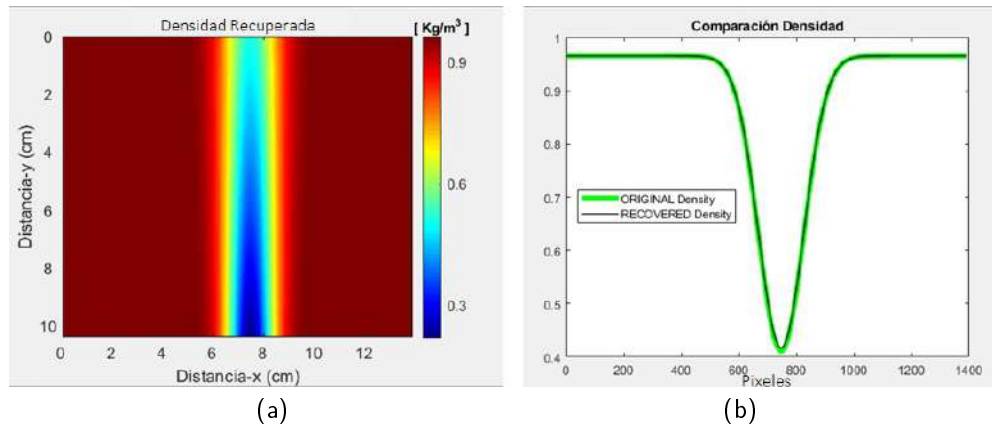 Densidad Recuperada
[ Kg/m³ ]
0
2
4
6
8
10
Distancia-y (cm)
0.9
0.6
0.3
0 2 4 6 8 10 12
Distancia-x (cm)
(a)
Comparación Densidad
1
0.9
0.8
0.7
0.6
0.5
0.4
ORIGINAL Density
RECOVERED Density
0 200 400 600 800 1000 1200 1400
Pixeles
(b)